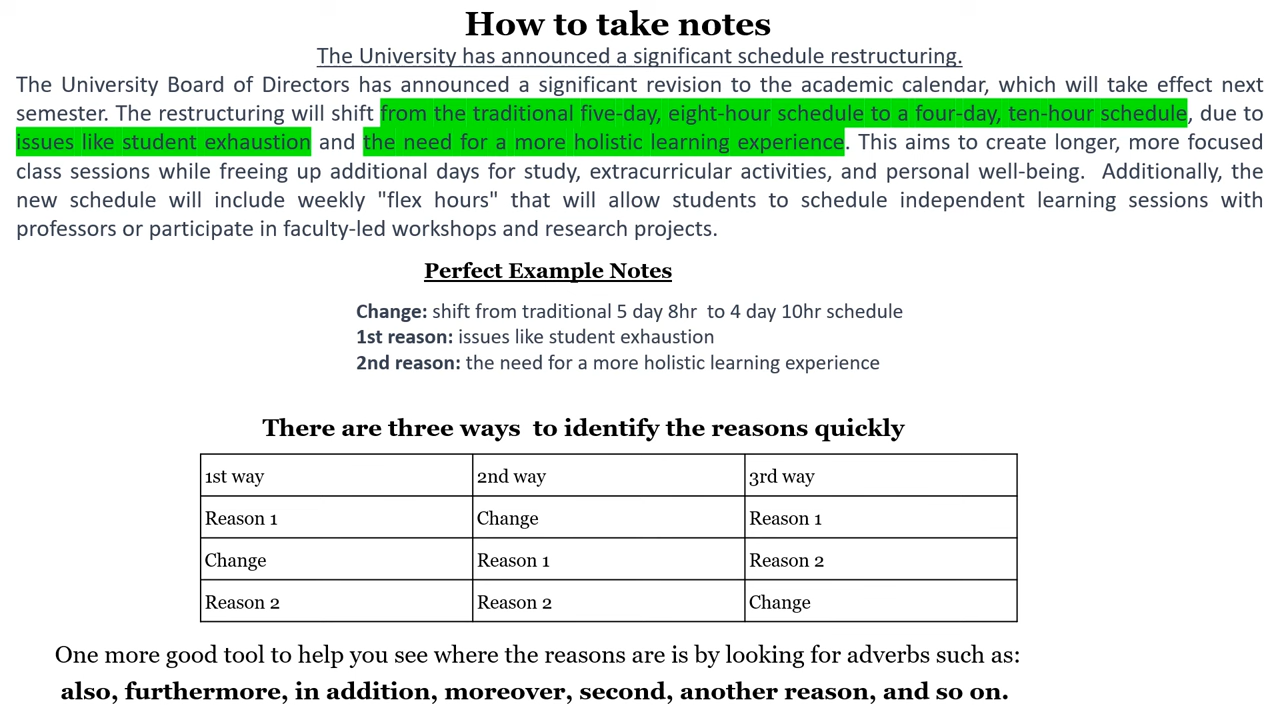 How to take notes
The University has announced a significant schedule restructuring.
The University Board of Directors has announced a significant revision to the academic calendar, which will take effect next
semester. The restructuring will shift from the traditional five-day, eight-hour schedule to a four-day, ten-hour schedule, due to
issues like student exhaustion and the need for a more holistic learning experience. This aims to create longer, more focused
class sessions while freeing up additional days for study, extracurricular activities, and personal well-being.  Additionally, the
new schedule will include weekly "flex hours" that will allow students to schedule independent learning sessions with
professors or participate in faculty-led workshops and research projects.
Perfect Example Notes
Change: shift from traditional 5 day 8hr  to 4 day 10hr schedule
1st reason: issues like student exhaustion
2nd reason: the need for a more holistic learning experience
There are three ways  to identify the reasons quickly
1st way 2nd way 3rd way
Reason 1 Change Reason 1
Change Reason 1 Reason 2
Reason 2 Reason 2 Change
One more good tool to help you see where the reasons are is by looking for adverbs such as:
also, furthermore, in addition, moreover, second, another reason, and so on.